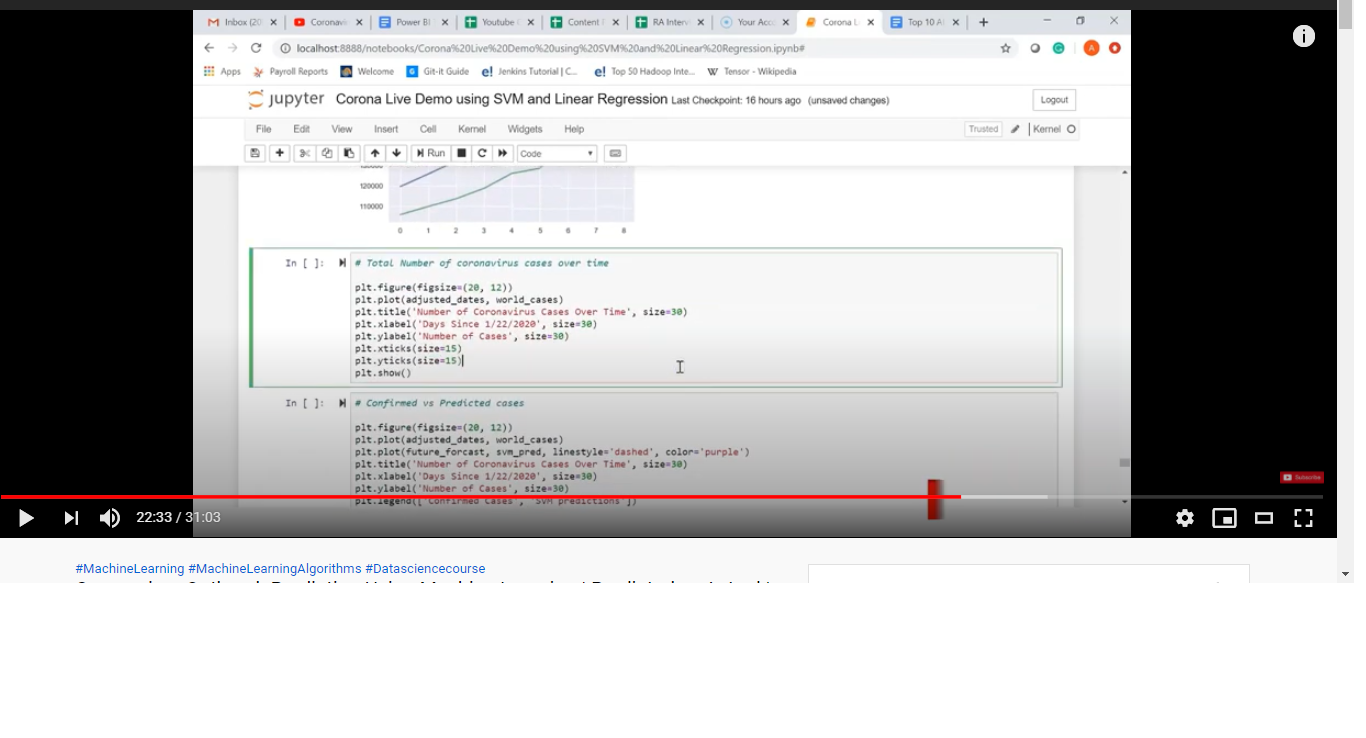 Inbox (20
Coronavi
Power BI
Youtube
Content
RA Interv
Your Acc
Corona L
Top 10 A
localhost:8888/notebooks/Corona%20Live%20Demo%20using%20SVM%20and%20Linear%20Regression.ipynb#
Apps Payroll Reports Welcome Git-it Guide Jenkins Tutorial | C... Top 50 Hadoop Inte... Tensor - Wikipedia
jupyter Corona Live Demo using SVM and Linear Regression Last Checkpoint: 16 hours ago (unsaved changes) Logout
File Edit View Insert Cell Kernel Widgets Help Trusted Kernel
Run Code
120000
110000
0 1 2 3 4 5 6 7 8
In [ ]: # Total Number of coronavirus cases over time
plt.figure(figsize=(20, 12))
plt.plot(adjusted_dates, world_cases)
plt.title('Number of Coronavirus Cases Over Time', size=30)
plt.xlabel('Days Since 1/22/2020', size=30)
plt.ylabel('Number of Cases', size=30)
plt.xticks(size=15)
plt.yticks(size=15)
plt.show()
In [ ]: # Confirmed vs Predicted cases
plt.figure(figsize=(20, 12))
plt.plot(adjusted_dates, world_cases)
plt.plot(future_forcast, svm_pred, linestyle='dashed', color='purple')
plt.title('Number of Coronavirus Cases Over Time', size=30)
plt.xlabel('Days Since 1/22/2020', size=30)
plt.ylabel('Number of Cases', size=30)
plt.legend(['Confirmed Cases', 'SVM predictions'])
Subscribe
22:33 / 31:03
#MachineLearning #MachineLearningAlgorithms #Datasciencecourse